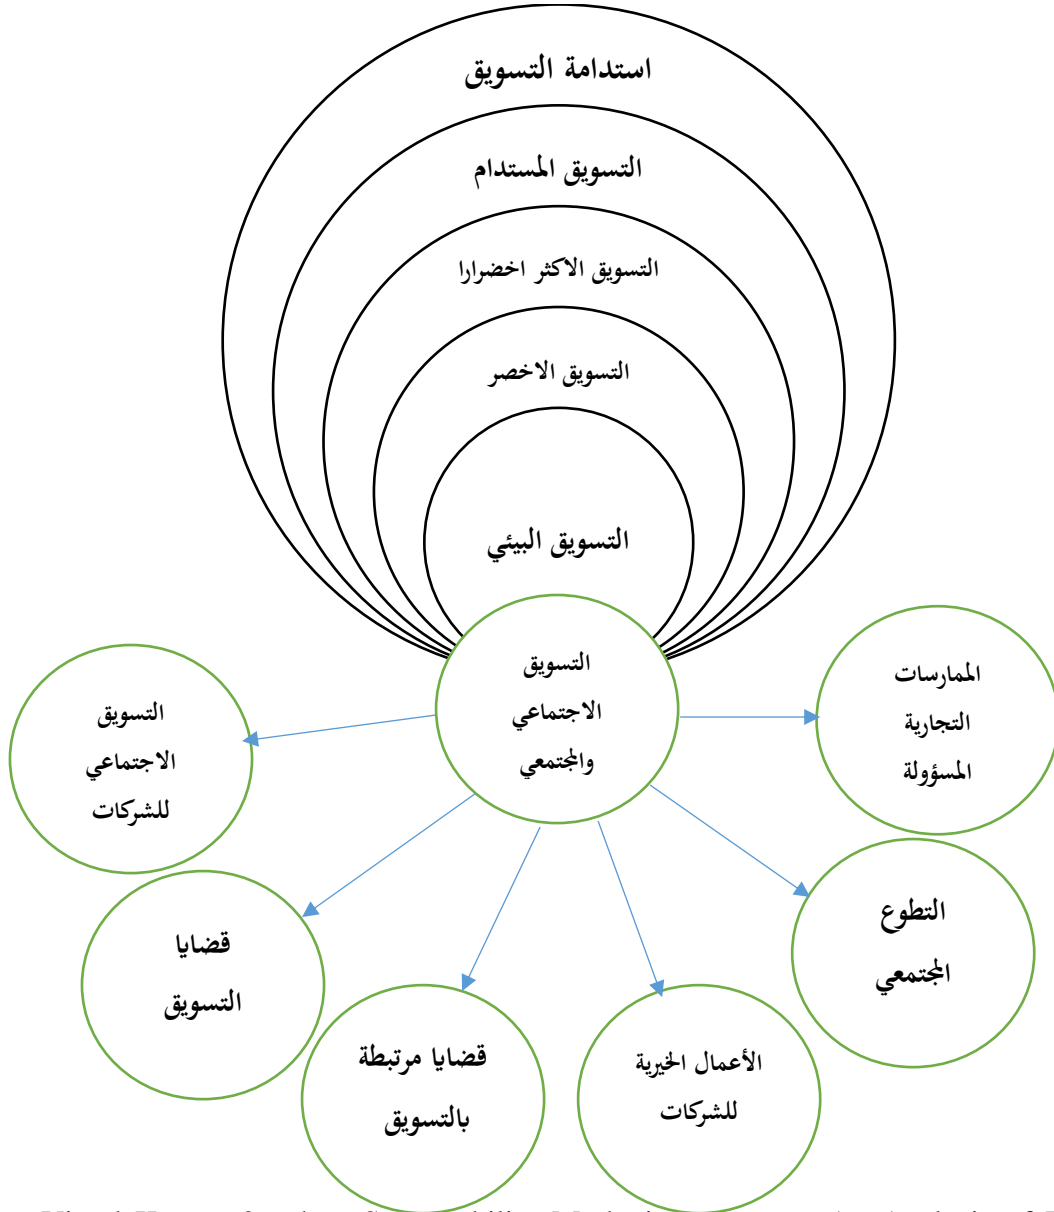 استدامة التسويق
التسويق المستدام
التسويق الاكثر اخضرارا
التسويق الاخصر
التسويق البيئي
التسويق
الاجتماعي
والمجتمعي
الممارسات
التجارية
المسؤولة
التطوع
المجتمعي
الأعمال الخيرية
للشركات
قضايا مرتبطة
بالتسويق
قضايا
التسويق
التسويق
الاجتماعي
للشركات